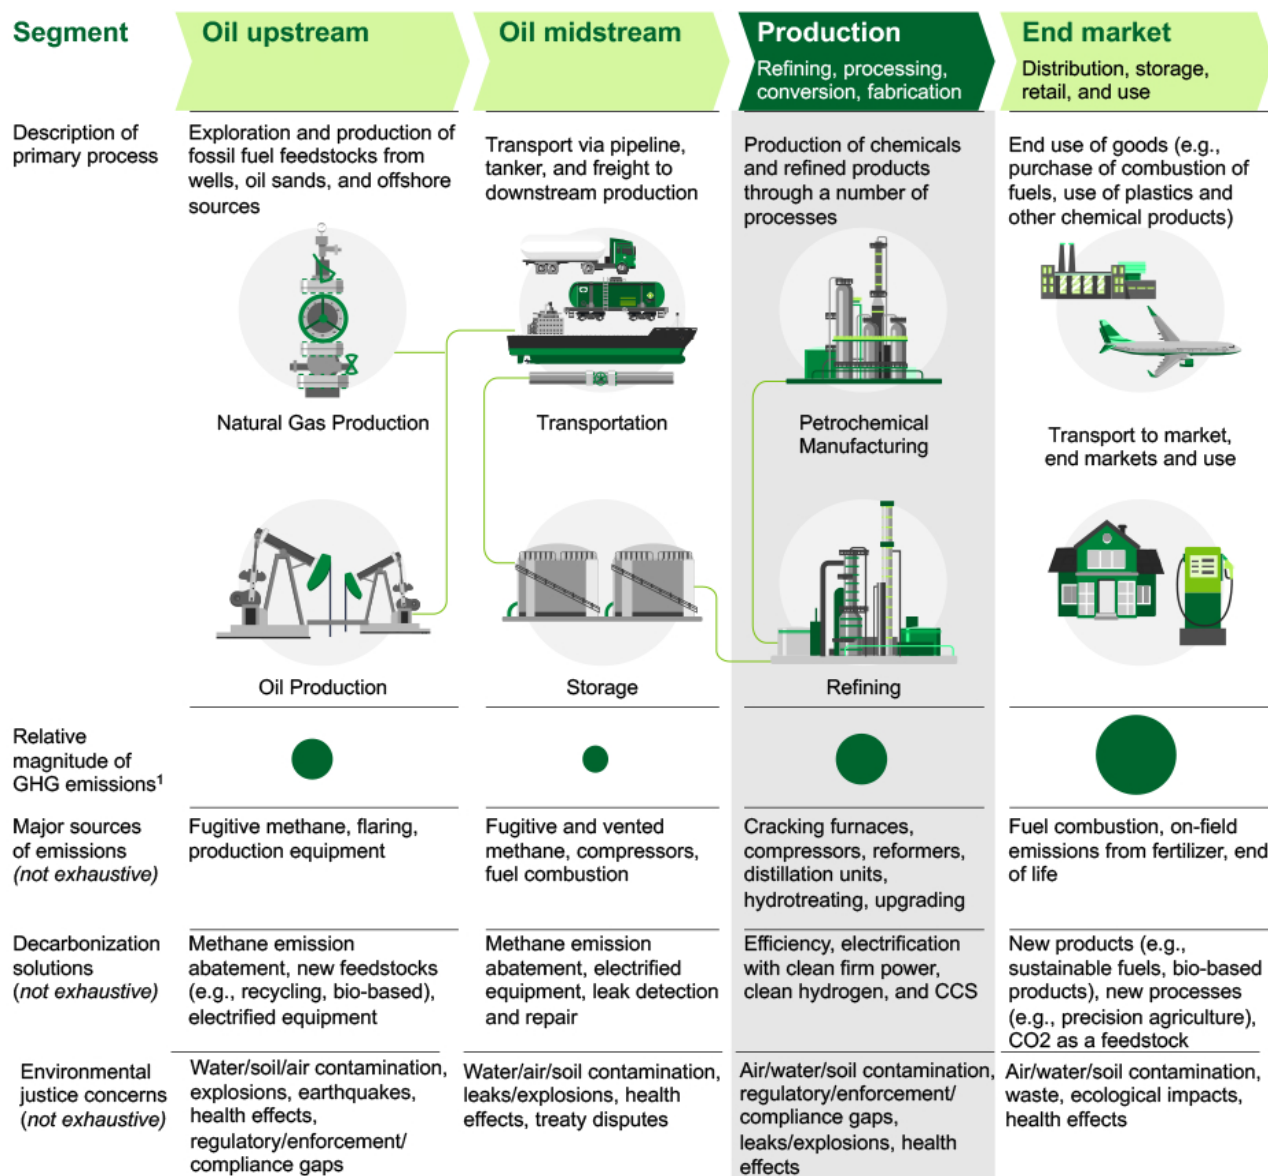 Segment
Oil upstream
Oil midstream
Production
Refining, processing,
conversion, fabrication
End market
Distribution, storage,
retail, and use
Description of
primary process
Exploration and production of
fossil fuel feedstocks from
wells, oil sands, and offshore
sources
Transport via pipeline,
tanker, and freight to
downstream production
Production of chemicals
and refined products
through a number of
processes
End use of goods (e.g.,
purchase of combustion of
fuels, use of plastics and
other chemical products)
Natural Gas Production
Transportation
Petrochemical
Manufacturing
Transport to market,
end markets and use
Oil Production
Storage
Refining
Relative
magnitude of
GHG emissions¹
Major sources
of emissions
(not exhaustive)
Fugitive methane, flaring,
production equipment
Fugitive and vented
methane, compressors,
fuel combustion
Cracking furnaces,
compressors, reformers,
distillation units,
hydrotreating, upgrading
Fuel combustion, on-field
emissions from fertilizer, end
of life
Decarbonization
solutions
(not exhaustive)
Methane emission
abatement, new feedstocks
(e.g., recycling, bio-based),
electrified equipment
Methane emission
abatement, electrified
equipment, leak detection
and repair
Efficiency, electrification
with clean firm power,
clean hydrogen, and CCS
New products (e.g.,
sustainable fuels, bio-based
products), new processes
(e.g., precision agriculture),
CO2 as a feedstock
Environmental
justice concerns
(not exhaustive)
Water/soil/air contamination,
explosions, earthquakes,
health effects,
regulatory/enforcement/
compliance gaps
Water/air/soil contamination,
leaks/explosions, health
effects, treaty disputes
Air/water/soil contamination,
regulatory/enforcement/
compliance gaps,
leaks/explosions, health
effects
Air/water/soil contamination,
waste, ecological impacts,
health effects